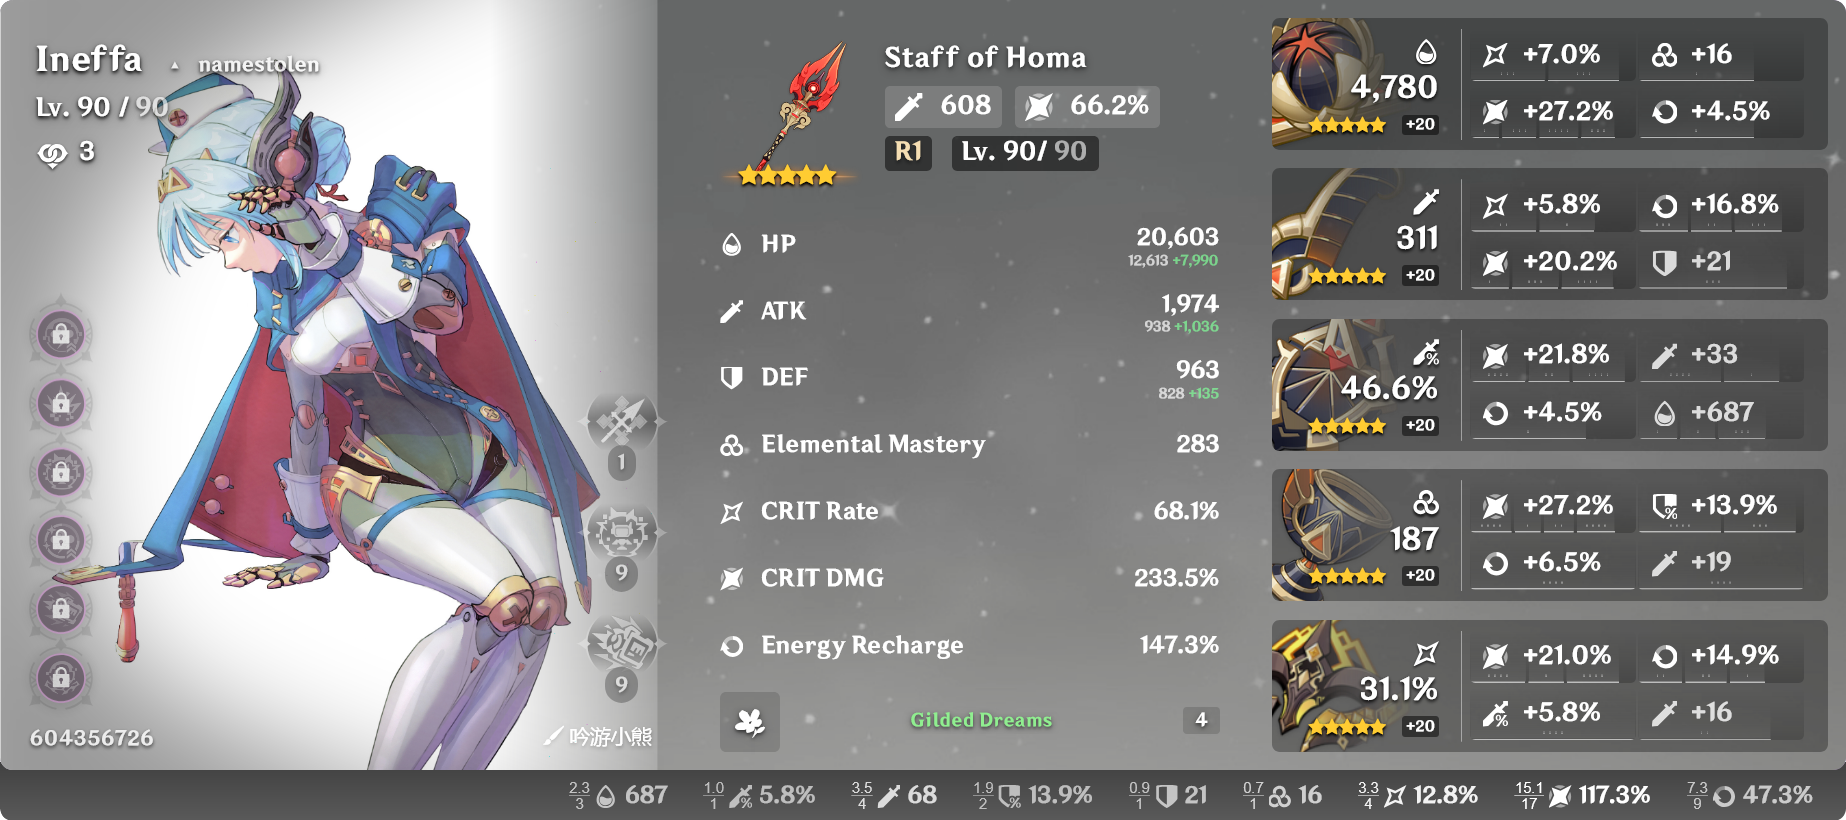 Ineffa ▲ namestolen
Lv. 90 / 90
3
1
9
9
604356726
吟游小熊
Staff of Homa
608 66.2%
R1 Lv. 90/ 90
HP 20,603
12,613 +7,990
ATK 1,974
938 +1,036
DEF 963
828 +135
Elemental Mastery 283
CRIT Rate 68.1%
CRIT DMG 233.5%
Energy Recharge 147.3%
Gilded Dreams 4
4,780
+20
+7.0% +16
+27.2% +4.5%
311
+20
+5.8% +16.8%
+20.2% +21
46.6%
+20
+21.8% +33
+4.5% +687
187
+20
+27.2% +13.9%
+6.5% +19
31.1%
+20
+21.0% +14.9%
+5.8% +16
2.3 3 687
1.0 1 5.8%
3.5 4 68
1.9 2 13.9%
0.9 1 21
0.7 1 16
3.3 4 12.8%
15.1 17 117.3%
7.3 9 47.3%